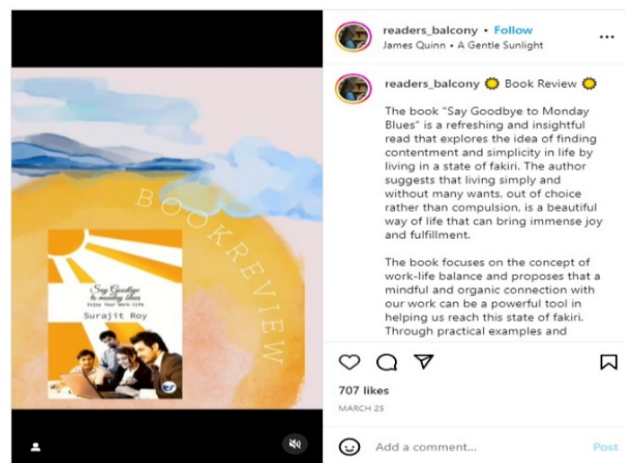 readers_balcony • Follow
James Quinn • A Gentle Sunlight
readers_balcony 🌞 Book Review 🌞
The book "Say Goodbye to Monday
Blues" is a refreshing and insightful
read that explores the idea of finding
contentment and simplicity in life by
living in a state of fakiri. The author
suggests that living simply and
without many wants, out of choice
rather than compulsion, is a beautiful
way of life that can bring immense joy
and fulfillment.
The book focuses on the concept of
work-life balance and proposes that a
mindful and organic connection with
our work can be a powerful tool in
helping us reach this state of fakiri.
Through practical examples and
707 likes
MARCH 25
Add a comment...
Post
BOOKREVIEW
Say Goodbye
to monday blues
Enjoy Your Work-life
Surajit Roy